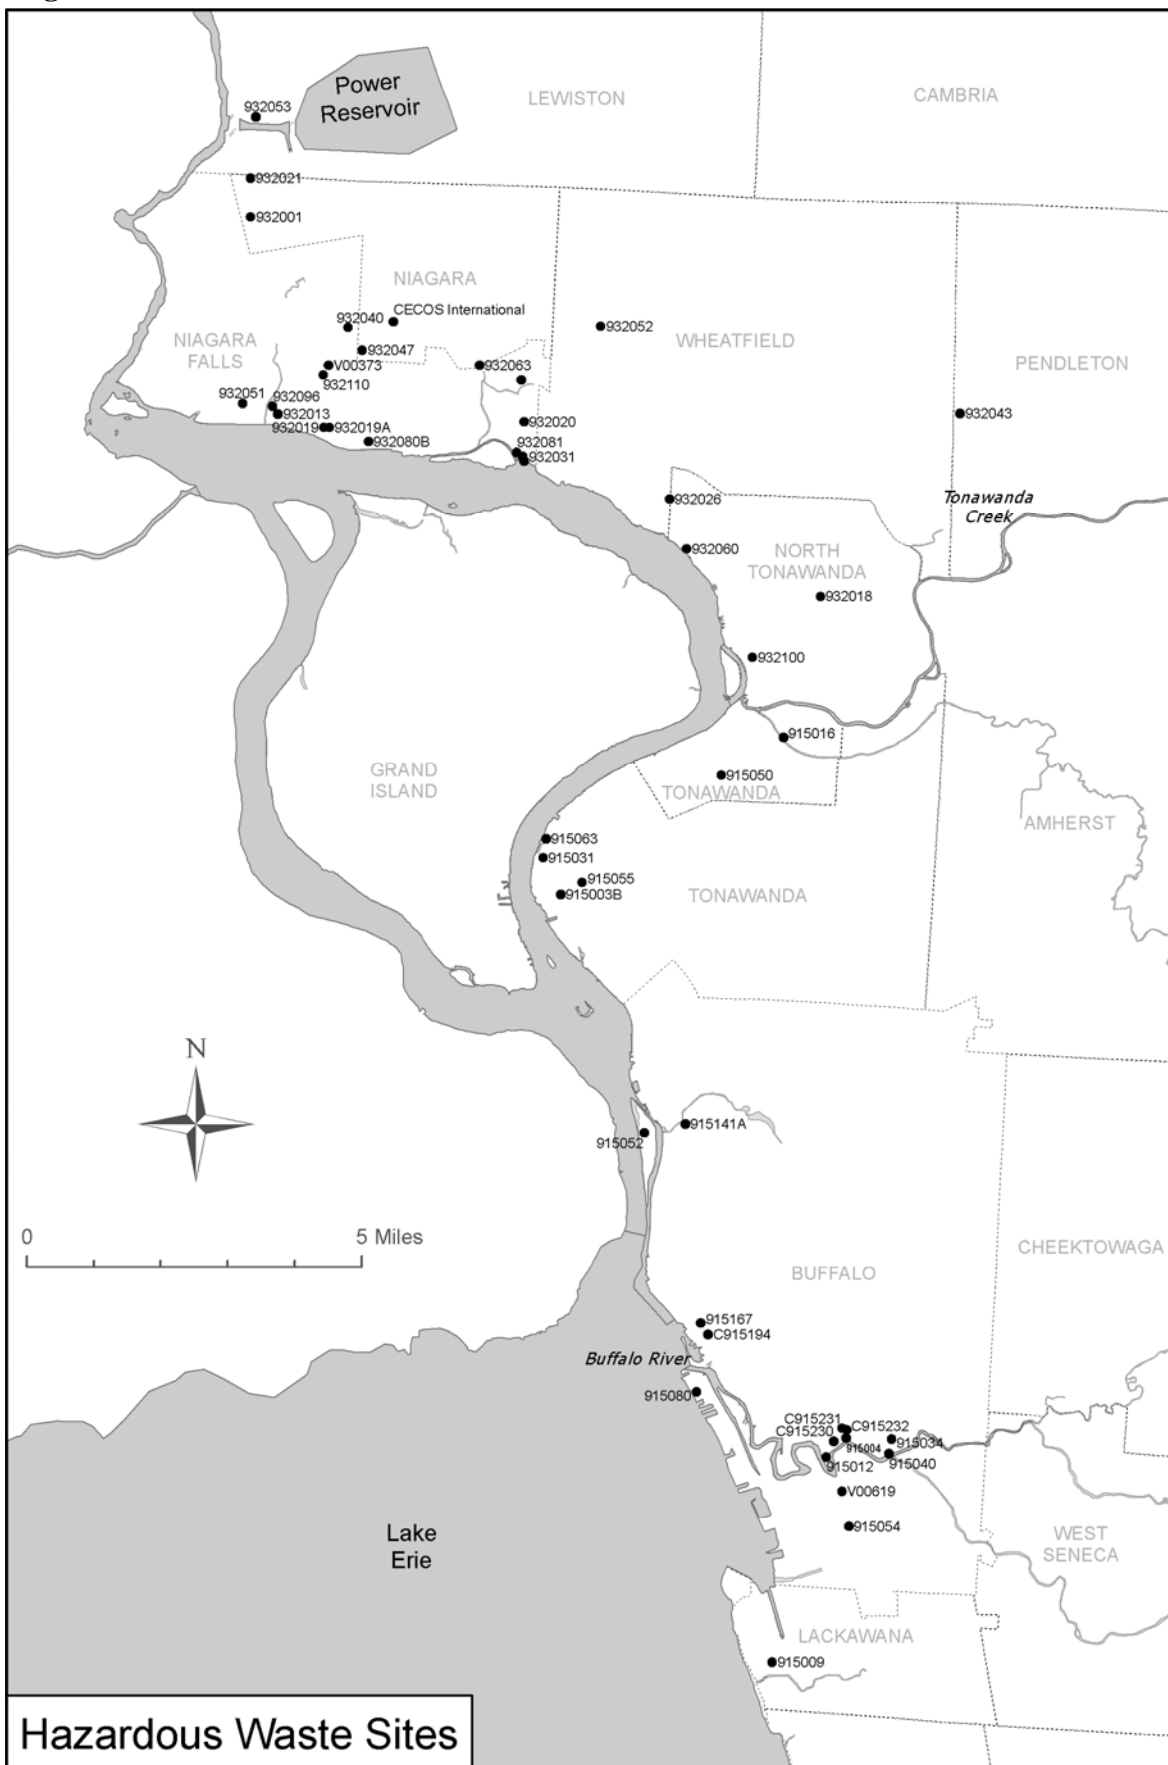 Power
Reservoir
LEWISTON
CAMBRIA
932053
932021
932001
NIAGARA
CECOS International
932040
932052
WHEATFIELD
NIAGARA
FALLS
932047
V00373
932063
PENDLETON
932110
932051
932096
932013
932043
932019
932019A
932020
932080B
932081
932031
932026
Tonawanda
Creek
932060
NORTH
TONAWANDA
932018
932100
915016
GRAND
ISLAND
915050
TONAWANDA
AMHERST
915063
915031
915055
915003B
TONAWANDA
N
915141A
915052
0
5 Miles
CHEEKTOWAGA
BUFFALO
915167
C915194
Buffalo River
915080
C915231
C915232
C915230
915004
915034
915012
915040
V00619
915054
Lake
Erie
WEST
SENECA
LACKAWANA
915009
Hazardous Waste Sites